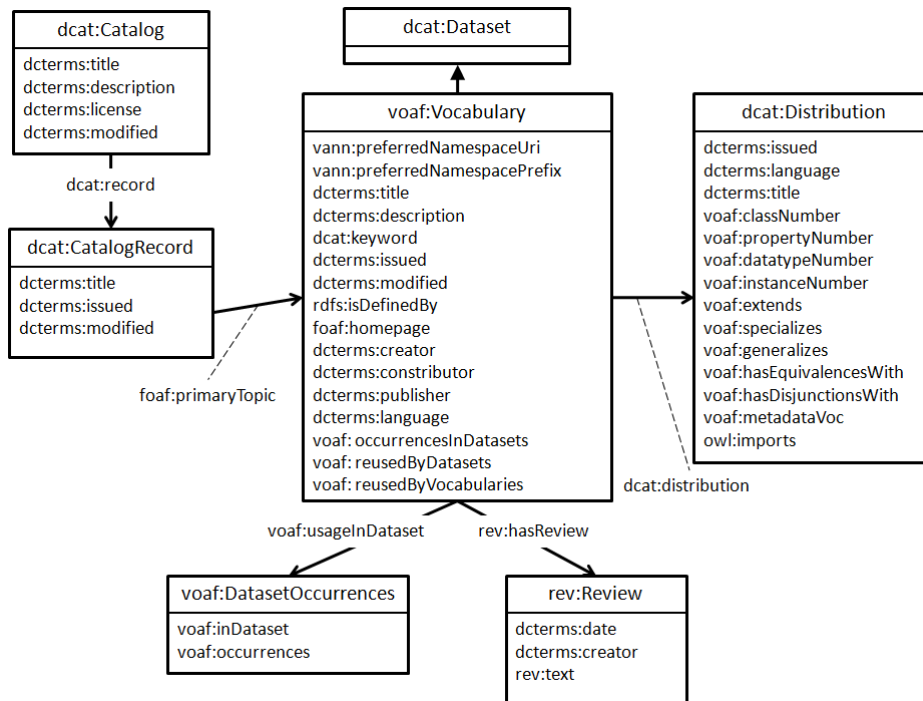 dcat:Catalog
dcterms:title
dcterms:description
dcterms:license
dcterms:modified
dcat:record
dcat:CatalogRecord
dcterms:title
dcterms:issued
dcterms:modified
foaf:primaryTopic
dcat:Dataset
voaf:Vocabulary
vann:preferredNamespaceUri
vann:preferredNamespacePrefix
dcterms:title
dcterms:description
dcat:keyword
dcterms:issued
dcterms:modified
rdfs:isDefinedBy
foaf:homepage
dcterms:creator
dcterms:constributor
dcterms:publisher
dcterms:language
voaf: occurrencesInDatasets
voaf: reusedByDatasets
voaf: reusedByVocabularies
dcat:Distribution
dcterms:issued
dcterms:language
dcterms:title
voaf:classNumber
voaf:propertyNumber
voaf:datatypeNumber
voaf:instanceNumber
voaf:extends
voaf:specializes
voaf:generalizes
voaf:hasEquivalencesWith
voaf:hasDisjunctionsWith
voaf:metadataVoc
owl:imports
dcat:distribution
voaf:usageInDataset
rev:hasReview
voaf:DatasetOccurrences
voaf:inDataset
voaf:occurrences
rev:Review
dcterms:date
dcterms:creator
rev:text